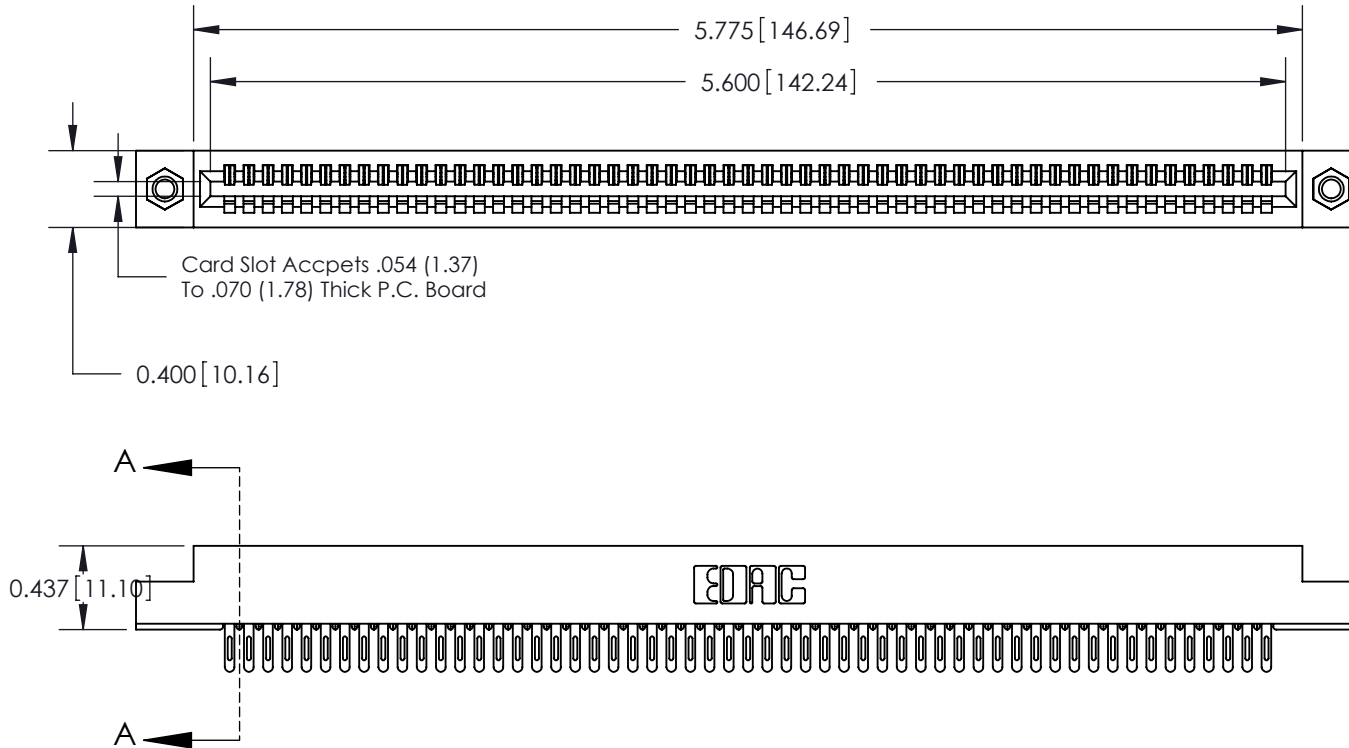 5.775[146.69]
5.600[142.24]
Card Slot Accpets .054 (1.37)
To .070 (1.78) Thick P.C. Board
0.400[10.16]
A
0.437[11.10]
EDAC
A